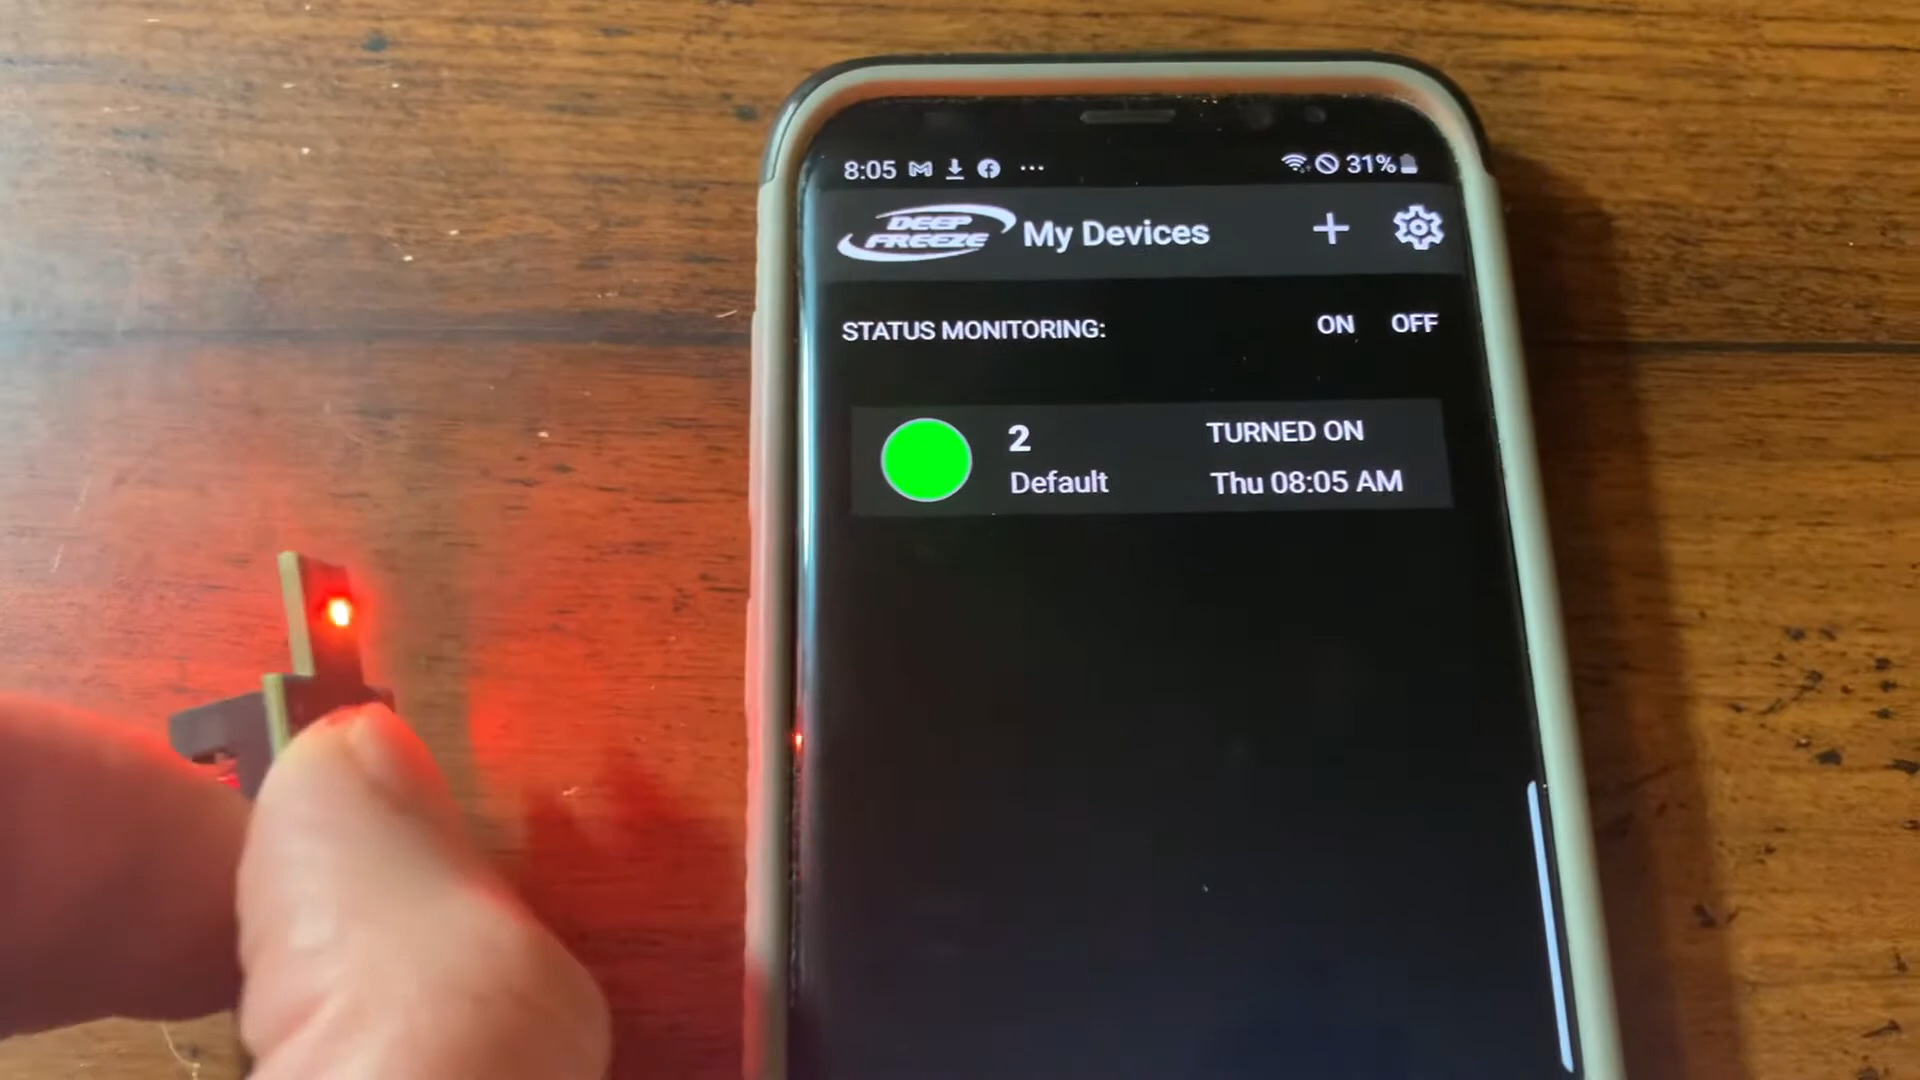 8:05 ... 31%
DEEP FREEZE My Devices +
STATUS MONITORING: ON OFF
2 TURNED ON
Default Thu 08:05 AM